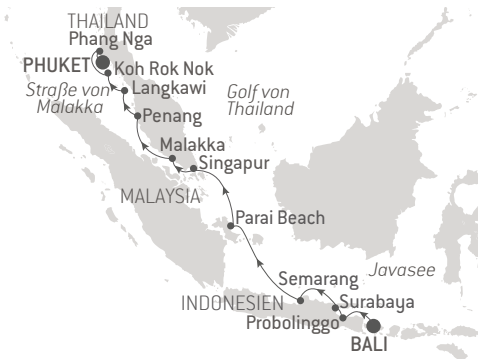 THAILAND
Phang Nga
PHUKET
Koh Rok Nok
Straße von
Malakka
Langkawi
Golf von
Thailand
Penang
Malakka
Singapur
MALAYSIA
Parai Beach
Javasee
Semarang
INDONESIEN
Surabaya
Probolinggo
BALI